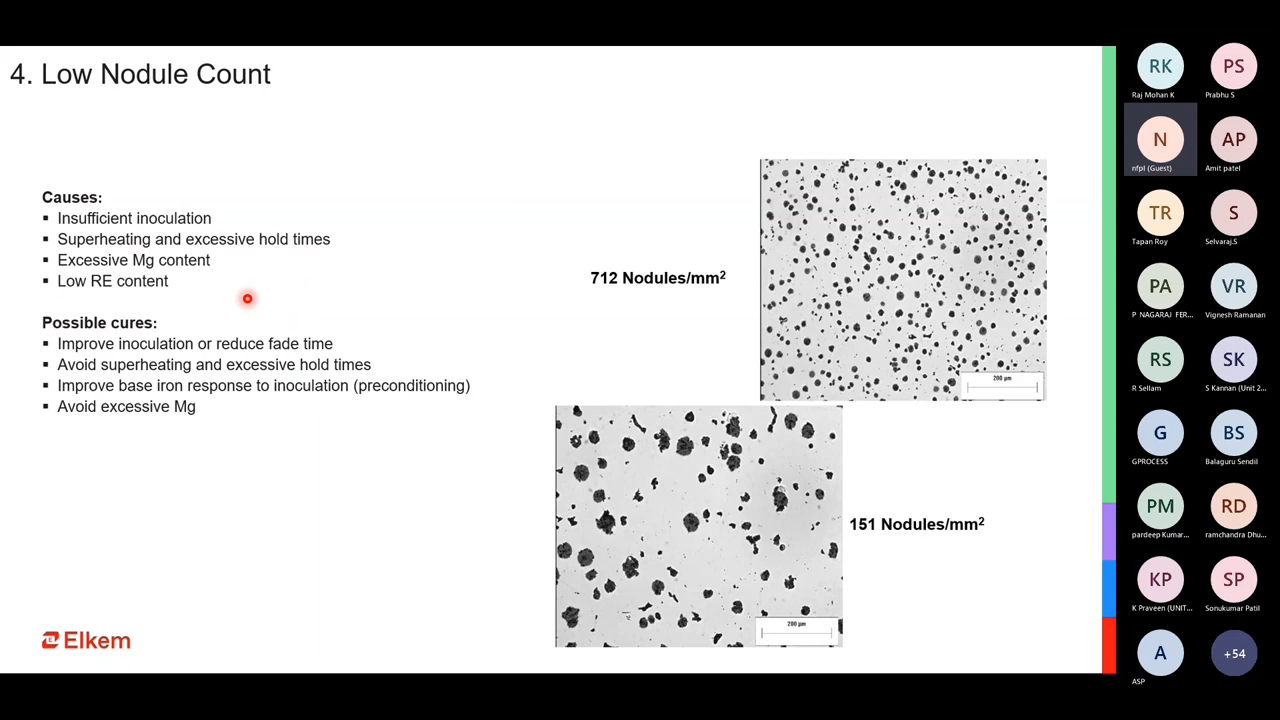 4. Low Nodule Count
Causes:
▪ Insufficient inoculation
▪ Superheating and excessive hold times
▪ Excessive Mg content
▪ Low RE content
Possible cures:
▪ Improve inoculation or reduce fade time
▪ Avoid superheating and excessive hold times
▪ Improve base iron response to inoculation (preconditioning)
▪ Avoid excessive Mg
712 Nodules/mm²
200 µm
151 Nodules/mm²
200 µm
Elkem
RK
Raj Mohan K
PS
Prabhu S
N
nfpl (Guest)
AP
Amit patel
TR
Tapan Roy
S
Selvaraj.S
PA
P NAGARAJ FER...
VR
Vignesh Ramanan
RS
R Sellam
SK
S Kannan (Unit 2...
G
GPROCESS
BS
Balaguru Sendil
PM
pardeep Kumar...
RD
ramchandra Dhu...
KP
K Praveen (UNIT...
SP
Sonukumar Patil
A
ASP
+54